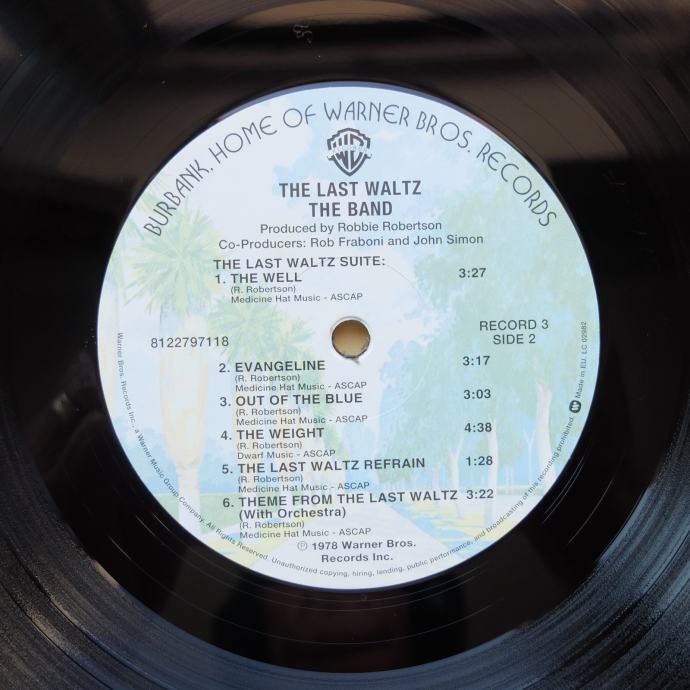 BURBANK, HOME OF WARNER BROS. RECORDS
THE LAST WALTZ
THE BAND
Produced by Robbie Robertson
Co-Producers: Rob Fraboni and John Simon
THE LAST WALTZ SUITE:
1. THE WELL 3:27
(R. Robertson)
Medicine Hat Music - ASCAP
8122797118
RECORD 3
SIDE 2
2. EVANGELINE 3:17
(R. Robertson)
Medicine Hat Music - ASCAP
3. OUT OF THE BLUE 3:03
(R. Robertson)
Medicine Hat Music - ASCAP
4. THE WEIGHT 4:38
(R. Robertson)
Dwarf Music - ASCAP
5. THE LAST WALTZ REFRAIN 1:28
(R. Robertson)
Medicine Hat Music - ASCAP
6. THEME FROM THE LAST WALTZ 3:22
(With Orchestra)
(R. Robertson)
Medicine Hat Music - ASCAP
℗ 1978 Warner Bros.
Records Inc.
Warner Bros. Records Inc., a Warner Music Group Company. All Rights Reserved. Unauthorized copying, hiring, lending, public performance, and broadcasting of this recording prohibited. Made in EU. LC 02982